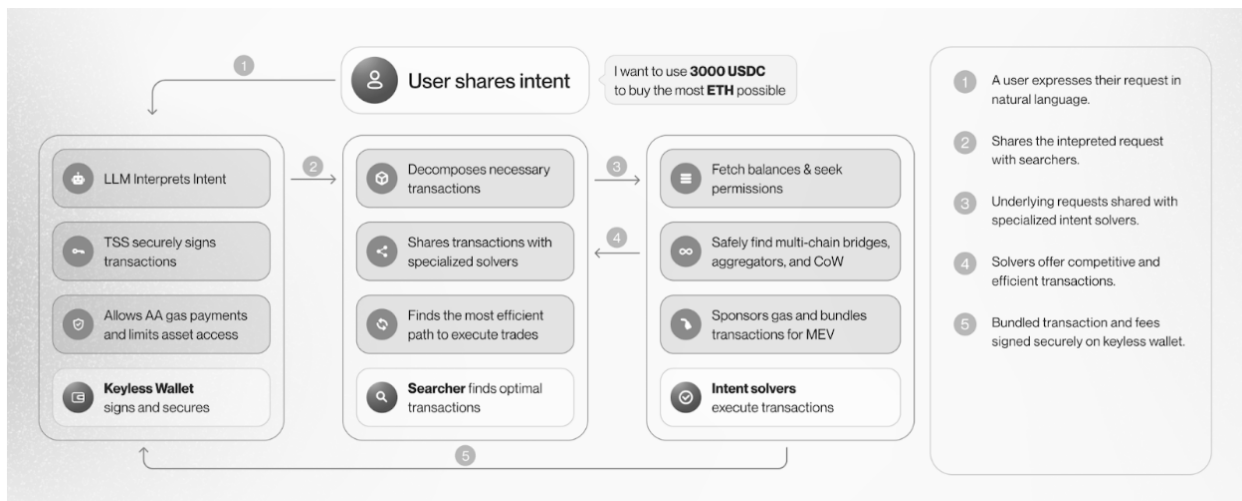 1
User shares intent
I want to use 3000 USDC
to buy the most ETH possible
LLM Interprets Intent
TSS securely signs
transactions
Allows AA gas payments
and limits asset access
Keyless Wallet
signs and secures
2
Decomposes necessary
transactions
Shares transactions with
specialized solvers
Finds the most efficient
path to execute trades
Searcher finds optimal
transactions
3
4
Fetch balances & seek
permissions
Safely find multi-chain bridges,
aggregators, and CoW
Sponsors gas and bundles
transactions for MEV
Intent solvers
execute transactions
5
1
A user expresses their request in
natural language.
2
Shares the intepreted request
with searchers.
3
Underlying requests shared with
specialized intent solvers.
4
Solvers offer competitive and
efficient transactions.
5
Bundled transaction and fees
signed securely on keyless wallet.